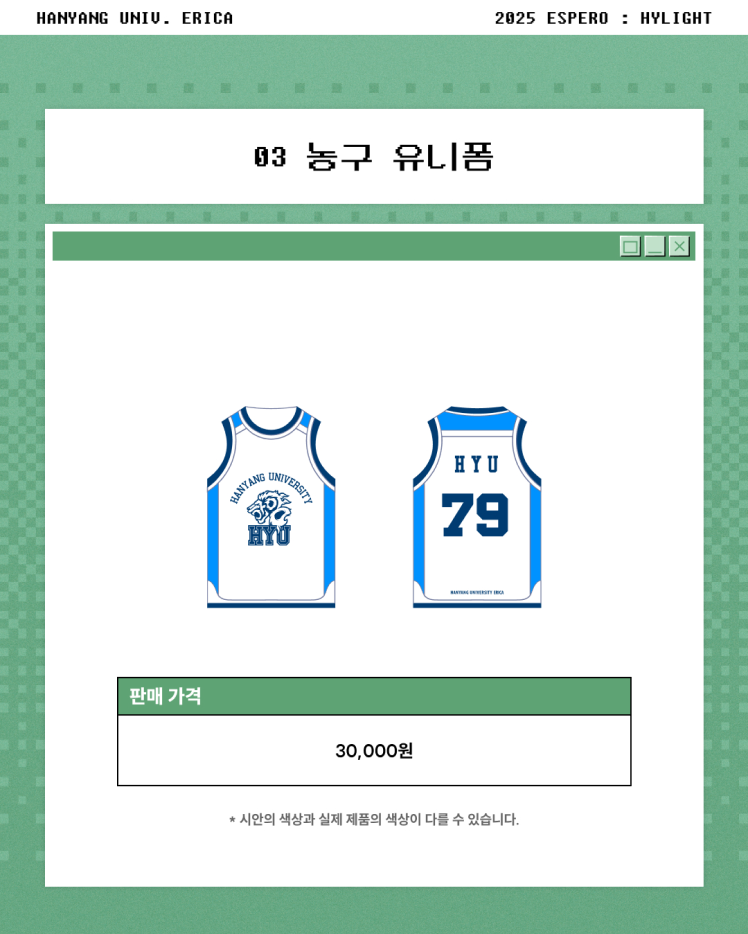 HANYANG UNIV. ERICA
2025 ESPERO : HYLIGHT
03 농구 유니폼
HANYANG UNIVERSITY
HYU
HYU
79
HANYANG UNIVERSITY ERICA
판매 가격
30,000원
* 시안의 색상과 실제 제품의 색상이 다를 수 있습니다.